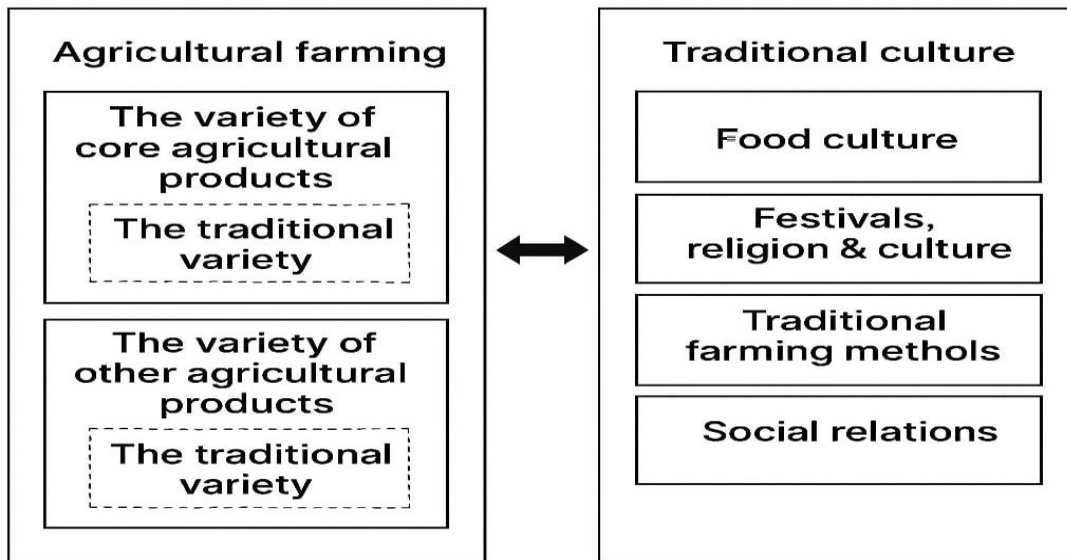 Agricultural farming
The variety of
core agricultural
products
The traditional
variety
The variety of
other agricultural
products
The traditional
variety
Traditional culture
Food culture
Festivals,
religion & culture
Traditional
farming methols
Social relations